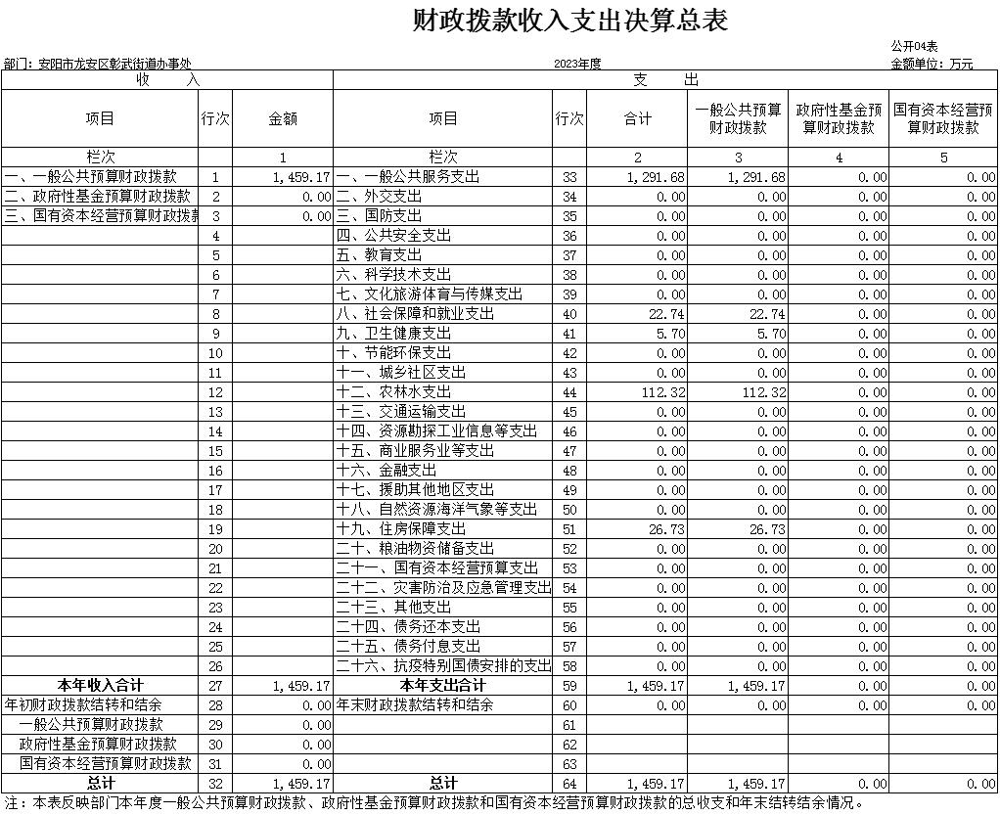 财政拨款收入支出决算总表
公开04表
部门：安阳市龙安区彰武街道办事处 2023年度 金额单位：万元
收 入 支 出
项目 行次 金额 项目 行次 合计 一般公共预算财政拨款 政府性基金预算财政拨款 国有资本经营预算财政拨款
栏次 1 栏次 2 3 4 5
一、一般公共预算财政拨款 1 1,459.17 一、一般公共服务支出 33 1,291.68 1,291.68 0.00 0.00
二、政府性基金预算财政拨款 2 0.00 二、外交支出 34 0.00 0.00 0.00 0.00
三、国有资本经营预算财政拨款 3 0.00 三、国防支出 35 0.00 0.00 0.00 0.00
4 四、公共安全支出 36 0.00 0.00 0.00 0.00
5 五、教育支出 37 0.00 0.00 0.00 0.00
6 六、科学技术支出 38 0.00 0.00 0.00 0.00
7 七、文化旅游体育与传媒支出 39 0.00 0.00 0.00 0.00
8 八、社会保障和就业支出 40 22.74 22.74 0.00 0.00
9 九、卫生健康支出 41 5.70 5.70 0.00 0.00
10 十、节能环保支出 42 0.00 0.00 0.00 0.00
11 十一、城乡社区支出 43 0.00 0.00 0.00 0.00
12 十二、农林水支出 44 112.32 112.32 0.00 0.00
13 十三、交通运输支出 45 0.00 0.00 0.00 0.00
14 十四、资源勘探工业信息等支出 46 0.00 0.00 0.00 0.00
15 十五、商业服务业等支出 47 0.00 0.00 0.00 0.00
16 十六、金融支出 48 0.00 0.00 0.00 0.00
17 十七、援助其他地区支出 49 0.00 0.00 0.00 0.00
18 十八、自然资源海洋气象等支出 50 0.00 0.00 0.00 0.00
19 十九、住房保障支出 51 26.73 26.73 0.00 0.00
20 二十、粮油物资储备支出 52 0.00 0.00 0.00 0.00
21 二十一、国有资本经营预算支出 53 0.00 0.00 0.00 0.00
22 二十二、灾害防治及应急管理支出 54 0.00 0.00 0.00 0.00
23 二十三、其他支出 55 0.00 0.00 0.00 0.00
24 二十四、债务还本支出 56 0.00 0.00 0.00 0.00
25 二十五、债务付息支出 57 0.00 0.00 0.00 0.00
26 二十六、抗疫特别国债安排的支出 58 0.00 0.00 0.00 0.00
本年收入合计 27 1,459.17 本年支出合计 59 1,459.17 1,459.17 0.00 0.00
年初财政拨款结转和结余 28 0.00 年末财政拨款结转和结余 60 0.00 0.00 0.00 0.00
一般公共预算财政拨款 29 0.00 61
政府性基金预算财政拨款 30 0.00 62
国有资本经营预算财政拨款 31 0.00 63
总计 32 1,459.17 总计 64 1,459.17 1,459.17 0.00 0.00
注：本表反映部门本年度一般公共预算财政拨款、政府性基金预算财政拨款和国有资本经营预算财政拨款的总收支和年末结转结余情况。